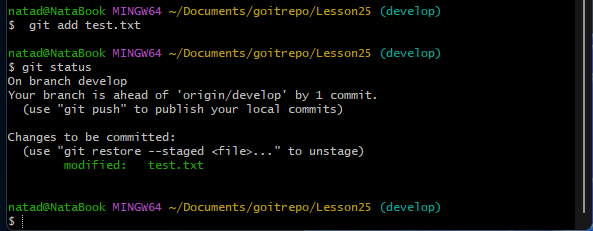 natad@NataBook MINGW64 ~/Documents/goitrepo/Lesson25 (develop)
$  git add test.txt
natad@NataBook MINGW64 ~/Documents/goitrepo/Lesson25 (develop)
$ git status
On branch develop
Your branch is ahead of 'origin/develop' by 1 commit.
  (use "git push" to publish your local commits)
Changes to be committed:
  (use "git restore --staged <file>..." to unstage)
        modified:   test.txt
natad@NataBook MINGW64 ~/Documents/goitrepo/Lesson25 (develop)
$